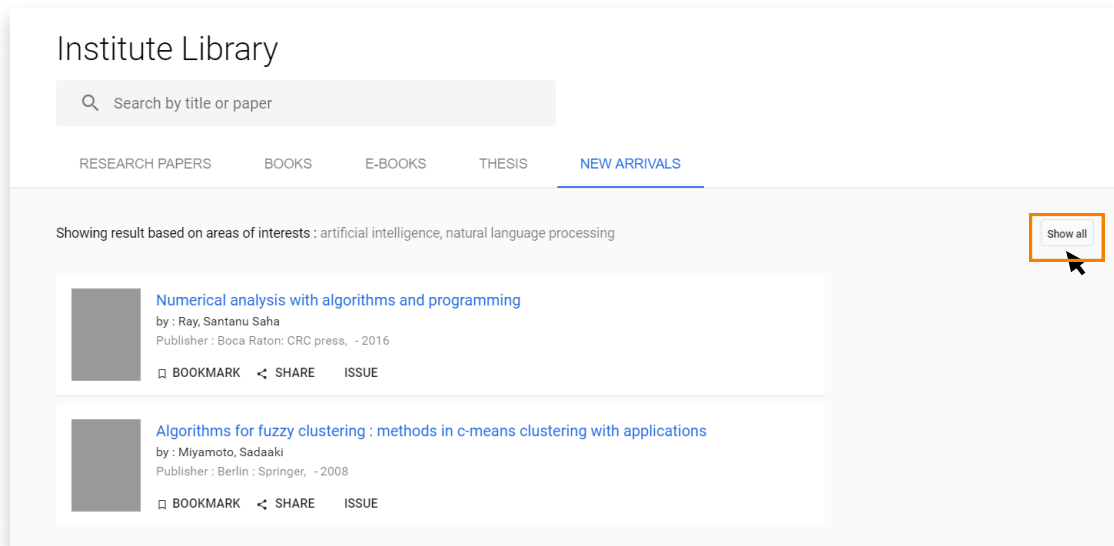 Institute Library
Search by title or paper
RESEARCH PAPERS BOOKS E-BOOKS THESIS NEW ARRIVALS
Showing result based on areas of interests : artificial intelligence, natural language processing
Show all
Numerical analysis with algorithms and programming
by : Ray, Santanu Saha
Publisher : Boca Raton: CRC press, - 2016
BOOKMARK SHARE ISSUE
Algorithms for fuzzy clustering : methods in c-means clustering with applications
by : Miyamoto, Sadaaki
Publisher : Berlin : Springer, - 2008
BOOKMARK SHARE ISSUE